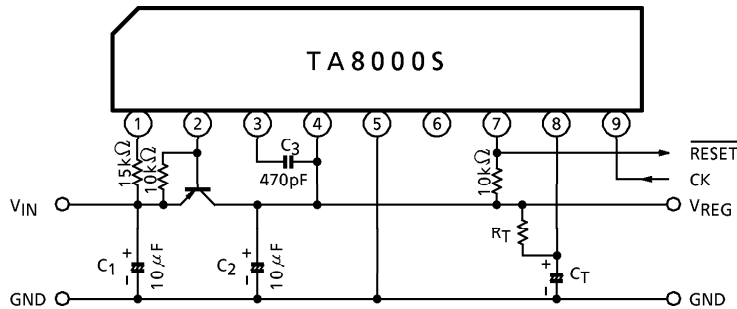 TA8000S
1 2 3 4 5 6 7 8 9
15kΩ
10kΩ
C3
470pF
10kΩ
RESET
CK
VIN
VREG
RT
C1
+
-
10μF
C2
+
-
10μF
+
-
CT
GND
GND